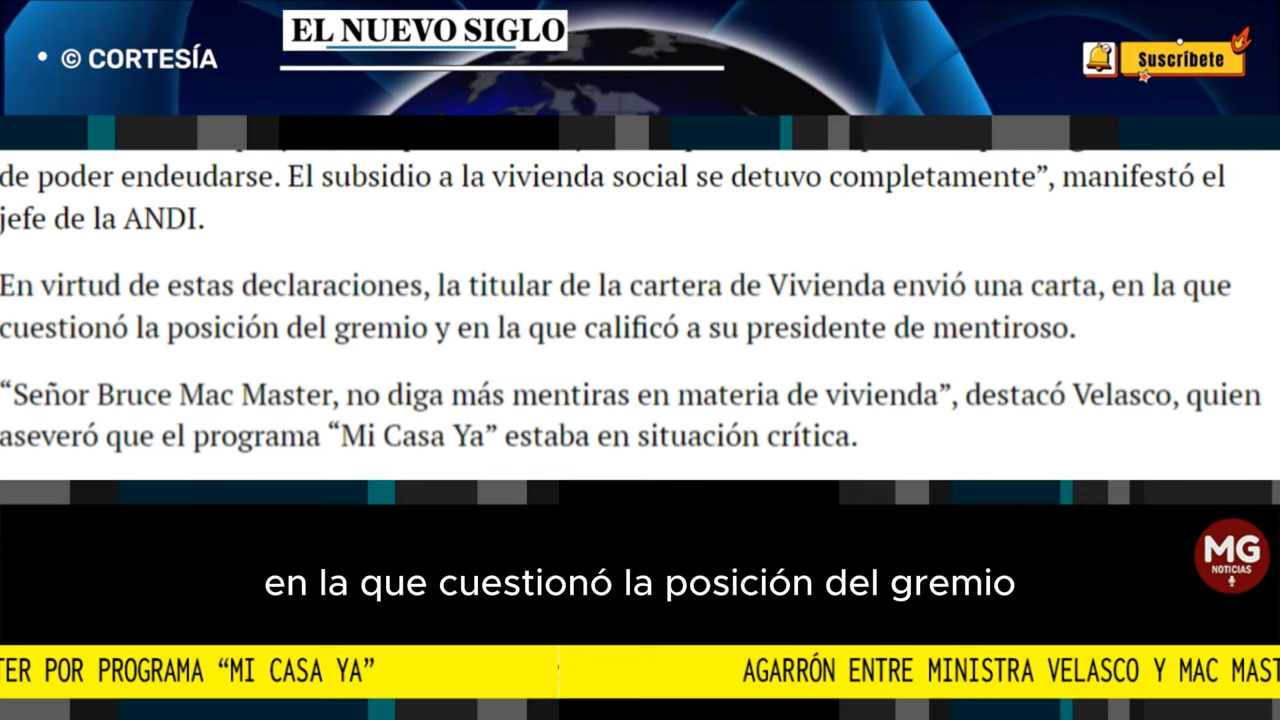 EL NUEVO SIGLO
• © CORTESÍA
Suscríbete
de poder endeudarse. El subsidio a la vivienda social se detuvo completamente”, manifestó el
jefe de la ANDI.
En virtud de estas declaraciones, la titular de la cartera de Vivienda envió una carta, en la que
cuestionó la posición del gremio y en la que calificó a su presidente de mentiroso.
“Señor Bruce Mac Master, no diga más mentiras en materia de vivienda”, destacó Velasco, quien
aseveró que el programa “Mi Casa Ya” estaba en situación crítica.
MG
NOTICIAS
en la que cuestionó la posición del gremio
TER POR PROGRAMA “MI CASA YA”
AGARRÓN ENTRE MINISTRA VELASCO Y MAC MAST